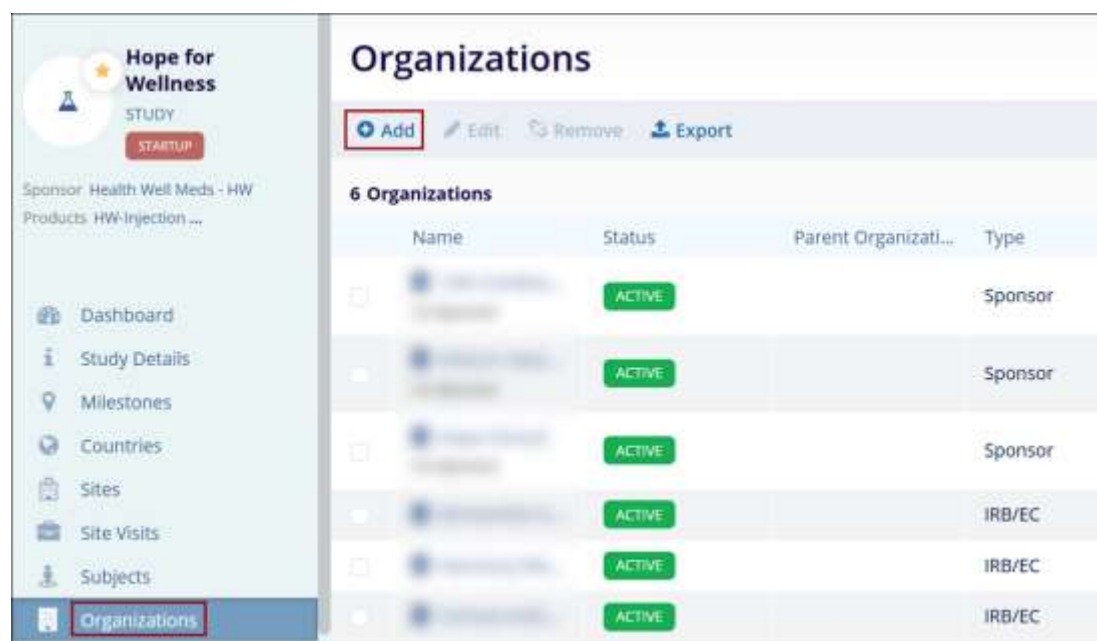 Hope for
Wellness
STUDY
STARTUP
Sponsor Health Well Meds - HW
Products HW-Injection ...
Dashboard
Study Details
Milestones
Countries
Sites
Site Visits
Subjects
Organizations
Organizations
Add Edit Remove Export
6 Organizations
Name Status Parent Organizati... Type
ACTIVE Sponsor
ACTIVE Sponsor
ACTIVE Sponsor
ACTIVE IRB/EC
ACTIVE IRB/EC
ACTIVE IRB/EC